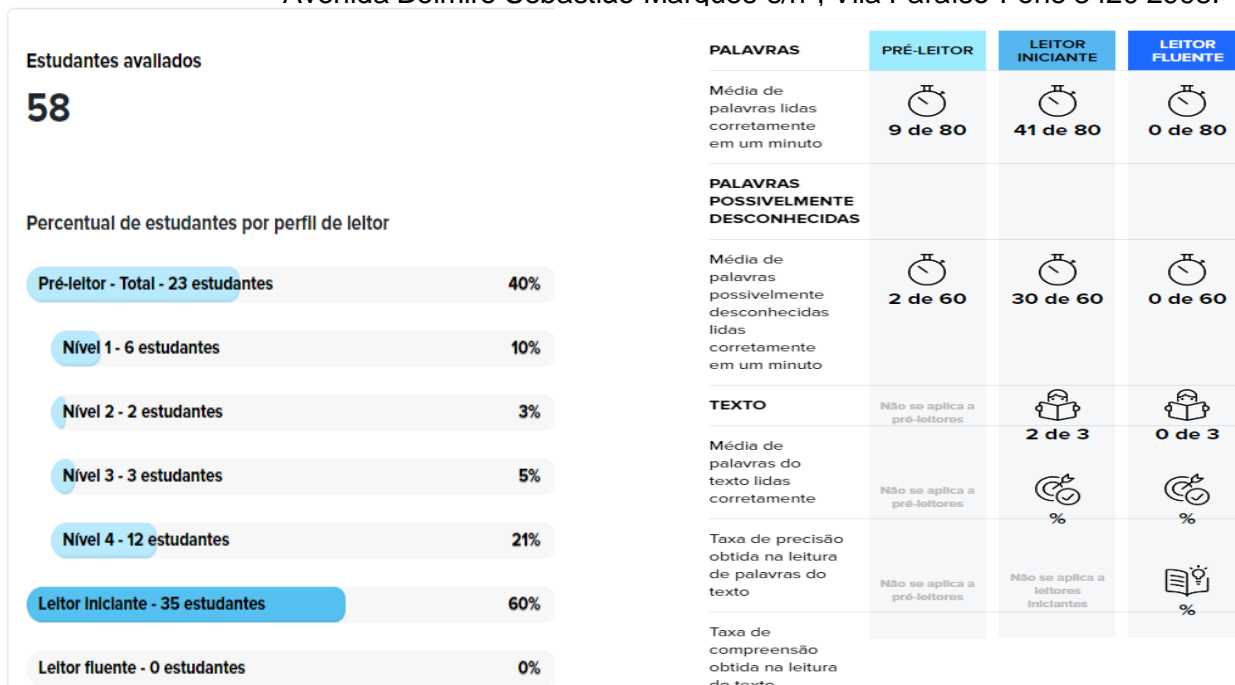 Estudantes avaliados
58
Percentual de estudantes por perfil de leitor
Pré-leitor - Total - 23 estudantes 40%
Nível 1 - 6 estudantes 10%
Nível 2 - 2 estudantes 3%
Nível 3 - 3 estudantes 5%
Nível 4 - 12 estudantes 21%
Leitor Iniciante - 35 estudantes 60%
Leitor fluente - 0 estudantes 0%
PALAVRAS
PRÉ-LEITOR
LEITOR
INICIANTE
LEITOR
FLUENTE
Média de
palavras lidas
corretamente
em um minuto
9 de 80
41 de 80
0 de 80
PALAVRAS
POSSIVELMENTE
DESCONHECIDAS
Média de
palavras
possivelmente
desconhecidas
lidas
corretamente
em um minuto
2 de 60
30 de 60
0 de 60
TEXTO
Não se aplica a
pré-leitores
2 de 3
0 de 3
Média de
palavras do
texto lidas
corretamente
Não se aplica a
pré-leitores
%
%
Taxa de precisão
obtida na leitura
de palavras do
texto
Não se aplica a
pré-leitores
Não se aplica a
leitores
iniciantes
%
Taxa de
compreensão
obtida na leitura
do texto